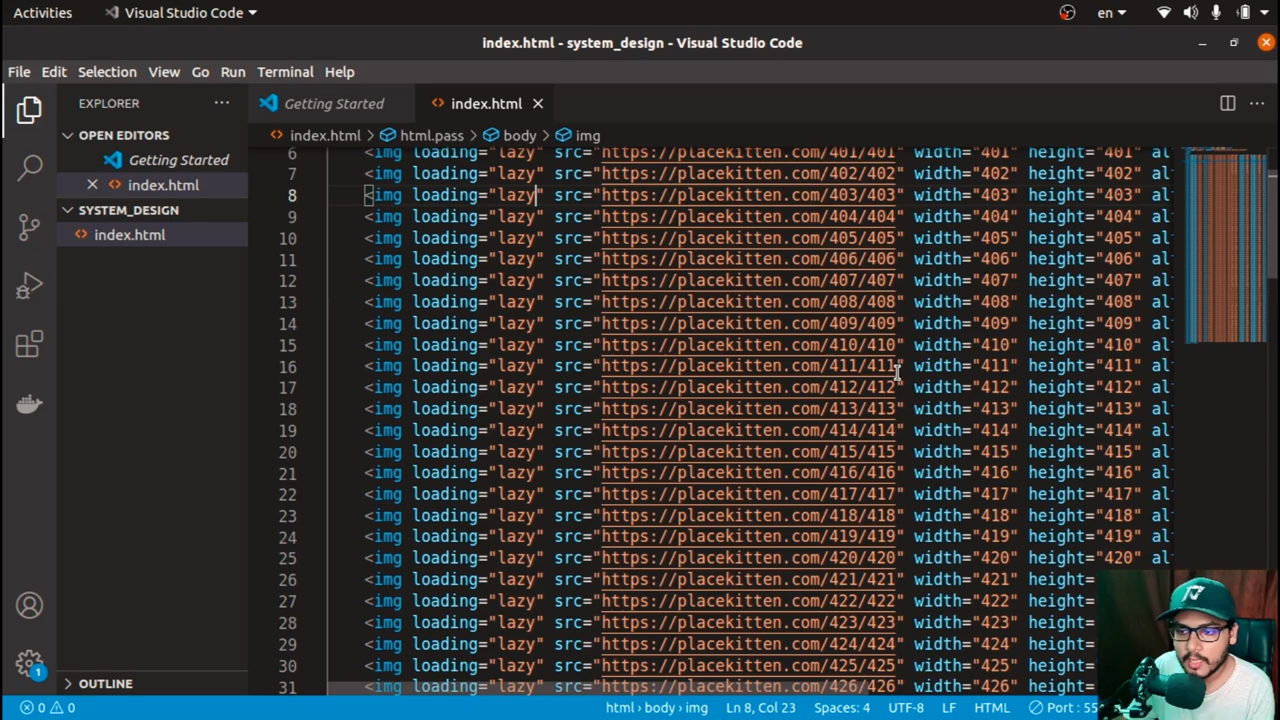 Activities
Visual Studio Code
en
index.html - system_design - Visual Studio Code
File Edit Selection View Go Run Terminal Help
EXPLORER
Getting Started
index.html
index.html > html.pass > body > img
OPEN EDITORS
Getting Started
index.html
SYSTEM_DESIGN
index.html
6 <img loading="lazy" src="https://placekitten.com/401/401" width="401" height="401" al
7 <img loading="lazy" src="https://placekitten.com/402/402" width="402" height="402" al
8 <img loading="lazy" src="https://placekitten.com/403/403" width="403" height="403" al
9 <img loading="lazy" src="https://placekitten.com/404/404" width="404" height="404" al
10 <img loading="lazy" src="https://placekitten.com/405/405" width="405" height="405" al
11 <img loading="lazy" src="https://placekitten.com/406/406" width="406" height="406" al
12 <img loading="lazy" src="https://placekitten.com/407/407" width="407" height="407" al
13 <img loading="lazy" src="https://placekitten.com/408/408" width="408" height="408" al
14 <img loading="lazy" src="https://placekitten.com/409/409" width="409" height="409" al
15 <img loading="lazy" src="https://placekitten.com/410/410" width="410" height="410" al
16 <img loading="lazy" src="https://placekitten.com/411/411" width="411" height="411" al
17 <img loading="lazy" src="https://placekitten.com/412/412" width="412" height="412" al
18 <img loading="lazy" src="https://placekitten.com/413/413" width="413" height="413" al
19 <img loading="lazy" src="https://placekitten.com/414/414" width="414" height="414" al
20 <img loading="lazy" src="https://placekitten.com/415/415" width="415" height="415" al
21 <img loading="lazy" src="https://placekitten.com/416/416" width="416" height="416" al
22 <img loading="lazy" src="https://placekitten.com/417/417" width="417" height="417" al
23 <img loading="lazy" src="https://placekitten.com/418/418" width="418" height="418" al
24 <img loading="lazy" src="https://placekitten.com/419/419" width="419" height="419" al
25 <img loading="lazy" src="https://placekitten.com/420/420" width="420" height="420" al
26 <img loading="lazy" src="https://placekitten.com/421/421" width="421" height=
27 <img loading="lazy" src="https://placekitten.com/422/422" width="422" height=
28 <img loading="lazy" src="https://placekitten.com/423/423" width="423" height=
29 <img loading="lazy" src="https://placekitten.com/424/424" width="424" height=
30 <img loading="lazy" src="https://placekitten.com/425/425" width="425" height=
31 <img loading="lazy" src="https://placekitten.com/426/426" width="426" height=
OUTLINE
1
0 0 html > body > img Ln 8, Col 23 Spaces: 4 UTF-8 LF HTML Port : 55